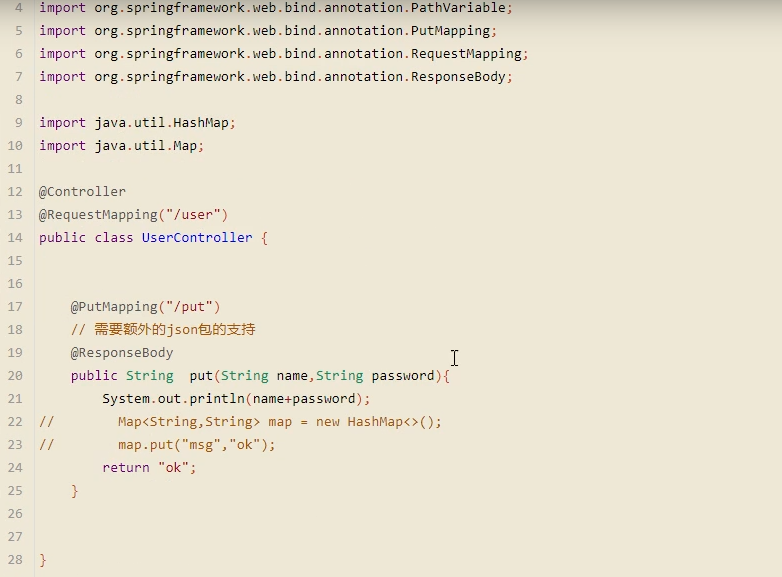 4 import org.springframework.web.bind.annotation.PathVariable;
5 import org.springframework.web.bind.annotation.PutMapping;
6 import org.springframework.web.bind.annotation.RequestMapping;
7 import org.springframework.web.bind.annotation.ResponseBody;
8
9 import java.util.HashMap;
10 import java.util.Map;
11
12 @Controller
13 @RequestMapping("/user")
14 public class UserController {
15
16
17 @PutMapping("/put")
18 // 需要额外的json包的支持
19 @ResponseBody
20 public String  put(String name,String password){
21 System.out.println(name+password);
22 // Map<String,String> map = new HashMap<>();
23 // map.put("msg","ok");
24 return "ok";
25 }
26
27
28 }